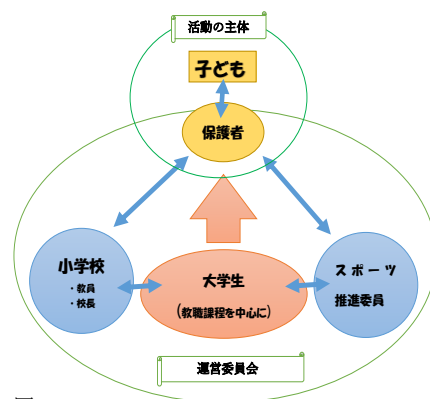 活動の主体
子ども
保護者
小学校
・教員
・校長
大学生
(教職課程を中心に)
スポーツ
推進委員
運営委員会